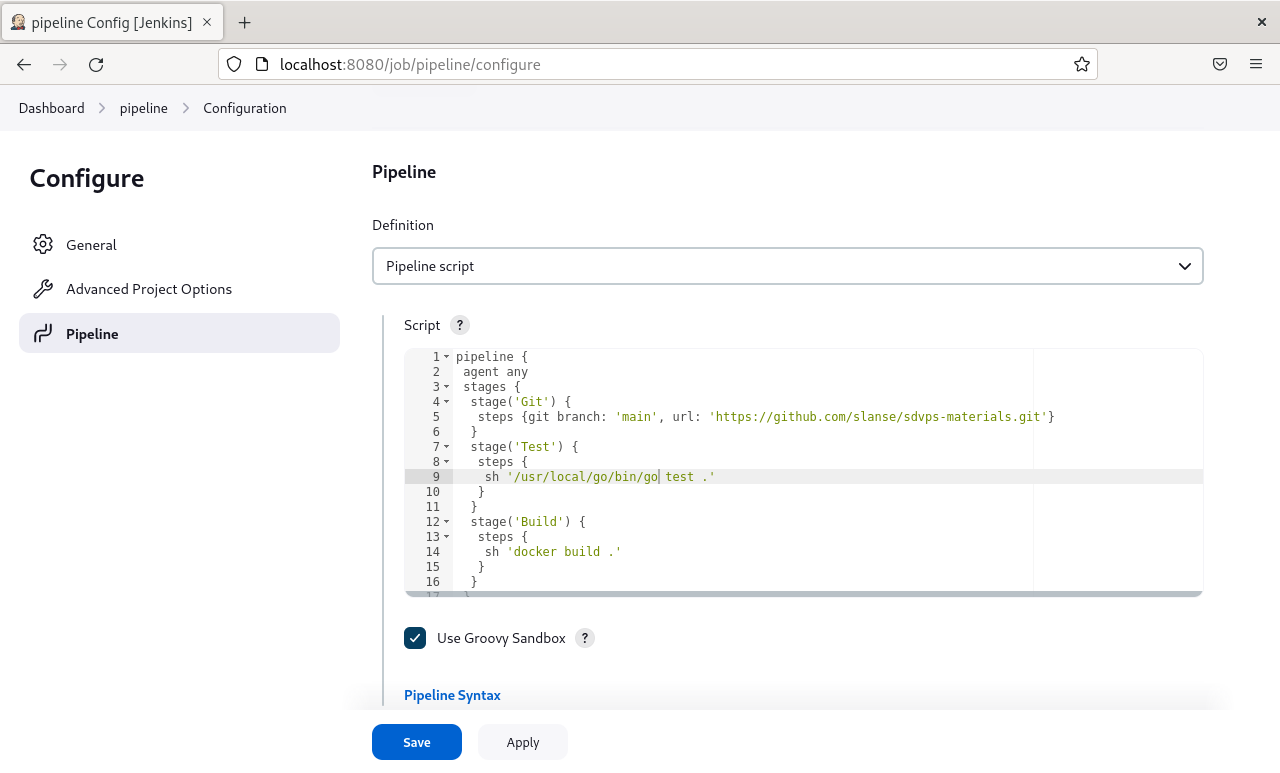 pipeline Config [Jenkins]
localhost:8080/job/pipeline/configure
Dashboard pipeline Configuration
Configure
General
Advanced Project Options
Pipeline
Pipeline
Definition
Pipeline script
Script ?
1 pipeline {
2 agent any
3 stages {
4 stage('Git') {
5 steps {git branch: 'main', url: 'https://github.com/slanse/sdvps-materials.git'}
6 }
7 stage('Test') {
8 steps {
9 sh '/usr/local/go/bin/go test .'
10 }
11 }
12 stage('Build') {
13 steps {
14 sh 'docker build .'
15 }
16 }
17 }
Use Groovy Sandbox ?
Pipeline Syntax
Save Apply